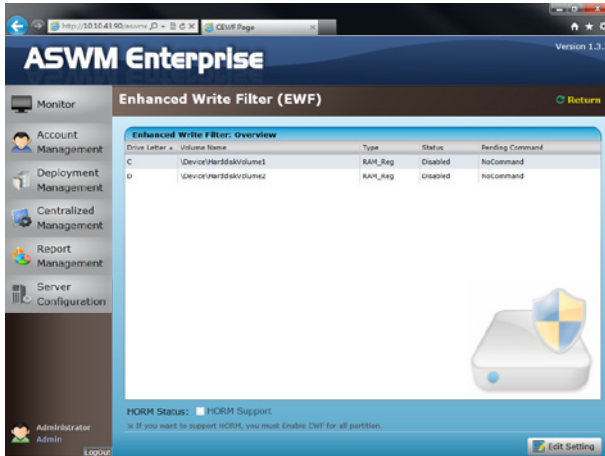 http://10.10.43.90/aswm
CEWF Page
ASWM Enterprise
Version 1.3.
Monitor
Account Management
Deployment Management
Centralized Management
Report Management
Server Configuration
Administrator
Admin
Logout
Enhanced Write Filter (EWF)
Return
Enhanced Write Filter: Overview
Drive Letter Volume Name Type Status Pending Command
C \Device\HarddiskVolume1 RAM_Reg Disabled NoCommand
D \Device\HarddiskVolume2 RAM_Reg Disabled NoCommand
HORM Status: HORM Support
※ If you want to support HORM, you must Enable EWF for all partition.
Edit Setting